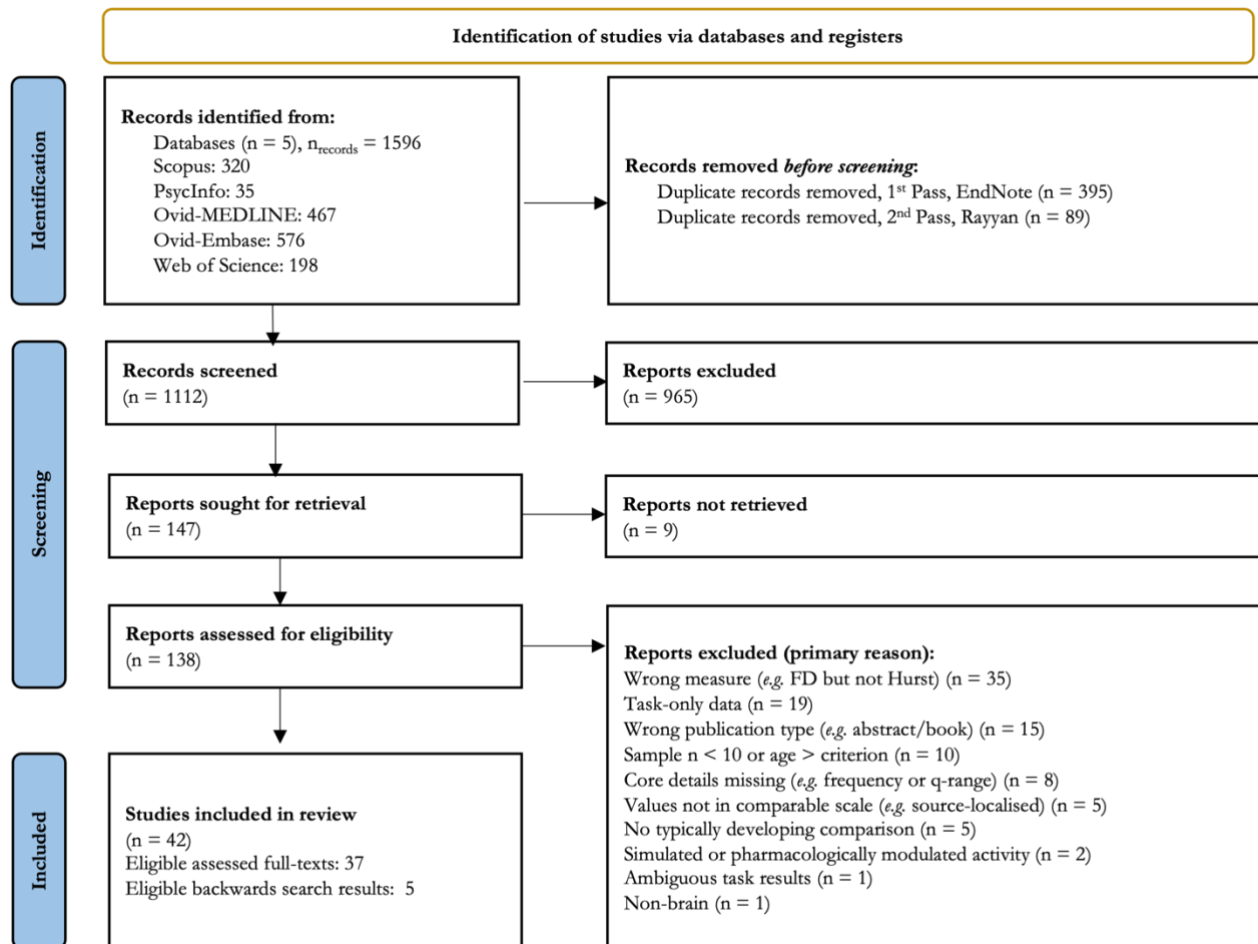 Identification of studies via databases and registers
Identification
Records identified from:
Databases (n = 5), nrecords = 1596
Scopus: 320
PsycInfo: 35
Ovid-MEDLINE: 467
Ovid-Embase: 576
Web of Science: 198
Records removed before screening:
Duplicate records removed, 1st Pass, EndNote (n = 395)
Duplicate records removed, 2nd Pass, Rayyan (n = 89)
Screening
Records screened
(n = 1112)
Reports excluded
(n = 965)
Reports sought for retrieval
(n = 147)
Reports not retrieved
(n = 9)
Reports assessed for eligibility
(n = 138)
Reports excluded (primary reason):
Wrong measure (e.g. FD but not Hurst) (n = 35)
Task-only data (n = 19)
Wrong publication type (e.g. abstract/book) (n = 15)
Sample n < 10 or age > criterion (n = 10)
Core details missing (e.g. frequency or q-range) (n = 8)
Values not in comparable scale (e.g. source-localised) (n = 5)
No typically developing comparison (n = 5)
Simulated or pharmacologically modulated activity (n = 2)
Ambiguous task results (n = 1)
Non-brain (n = 1)
Included
Studies included in review
(n = 42)
Eligible assessed full-texts: 37
Eligible backwards search results: 5